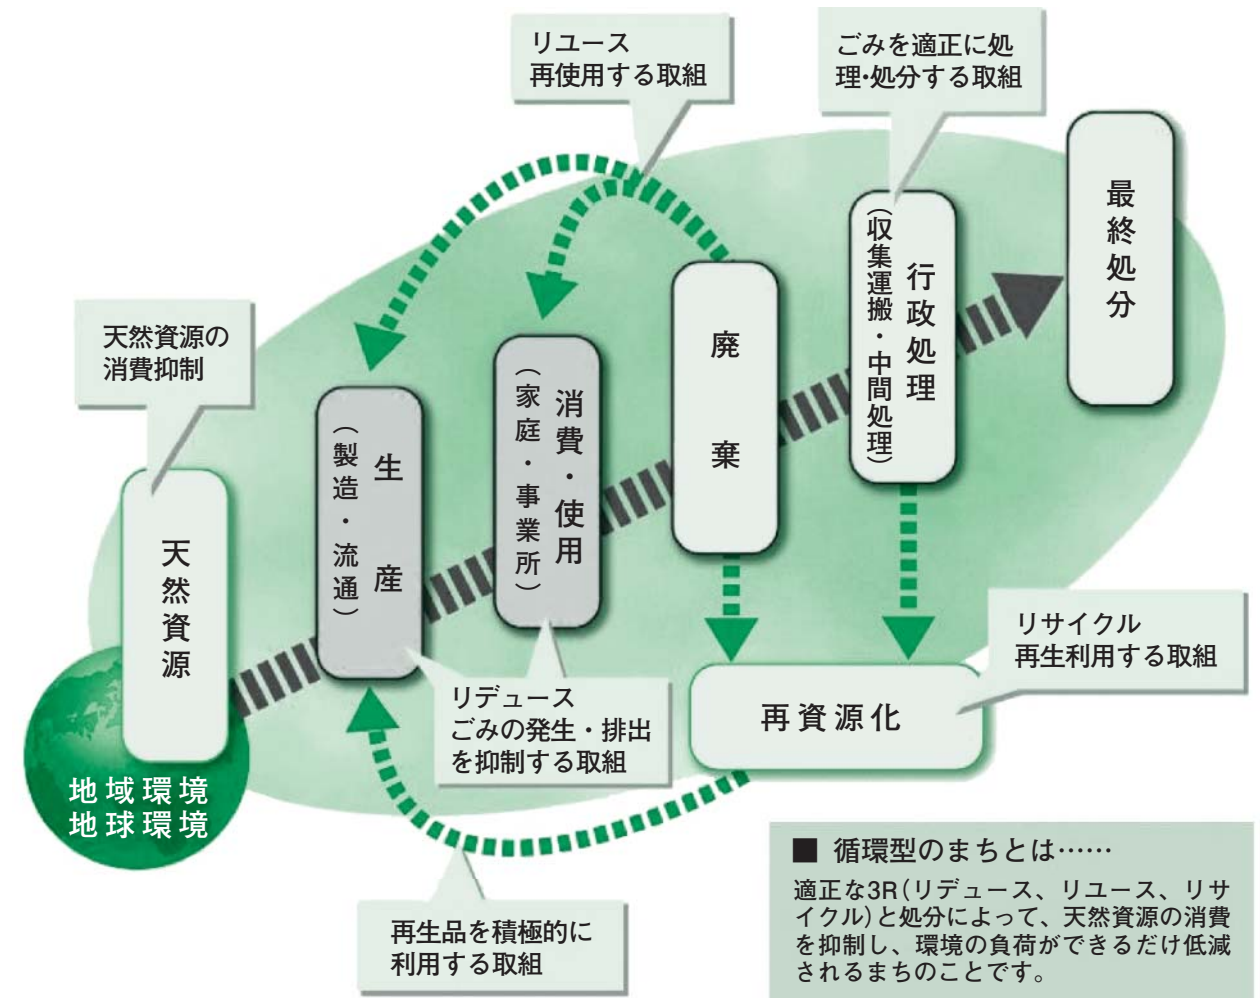 リユース
再使用する取組
ごみを適正に処
理・処分する取組
天然資源の
消費抑制
天然資源
地域環境
地球環境
生産
(製造・流通)
消費・使用
(家庭・事業所)
廃棄
行政処理
(収集運搬・中間処理)
最終処分
リデュース
ごみの発生・排出
を抑制する取組
リサイクル
再生利用する取組
再資源化
再生品を積極的に
利用する取組
■ 循環型のまちとは……
適正な3R(リデュース、リユース、リサ
イクル)と処分によって、天然資源の消費
を抑制し、環境の負荷ができるだけ低減
されるまちのことです。